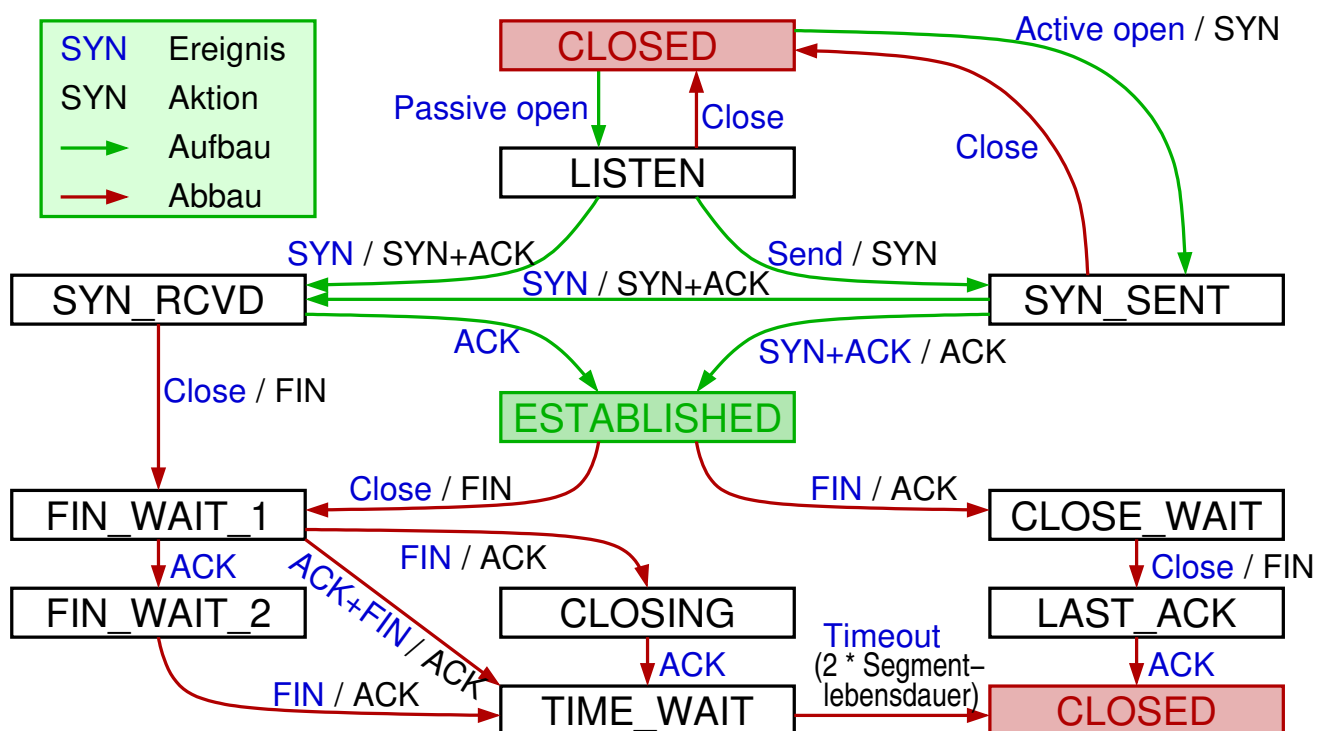 SYN Ereignis
SYN Aktion
Aufbau
Abbau
CLOSED
Active open / SYN
Passive open
Close
Close
LISTEN
SYN / SYN+ACK
Send / SYN
SYN / SYN+ACK
SYN_RCVD
SYN_SENT
ACK
SYN+ACK / ACK
Close / FIN
ESTABLISHED
Close / FIN
FIN / ACK
FIN_WAIT_1
CLOSE_WAIT
ACK
ACK+FIN / ACK
FIN / ACK
Close / FIN
FIN_WAIT_2
CLOSING
LAST_ACK
Timeout
(2 * Segment–
lebensdauer)
ACK
ACK
FIN / ACK
TIME_WAIT
CLOSED